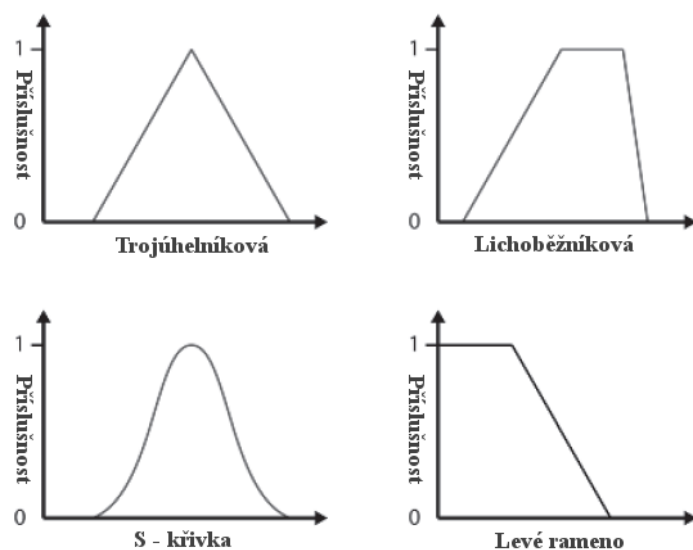 1
Příslušnost
0
Trojúhelníková
1
Příslušnost
0
Lichoběžníková
1
Příslušnost
0
S - křivka
1
Příslušnost
0
Levé rameno